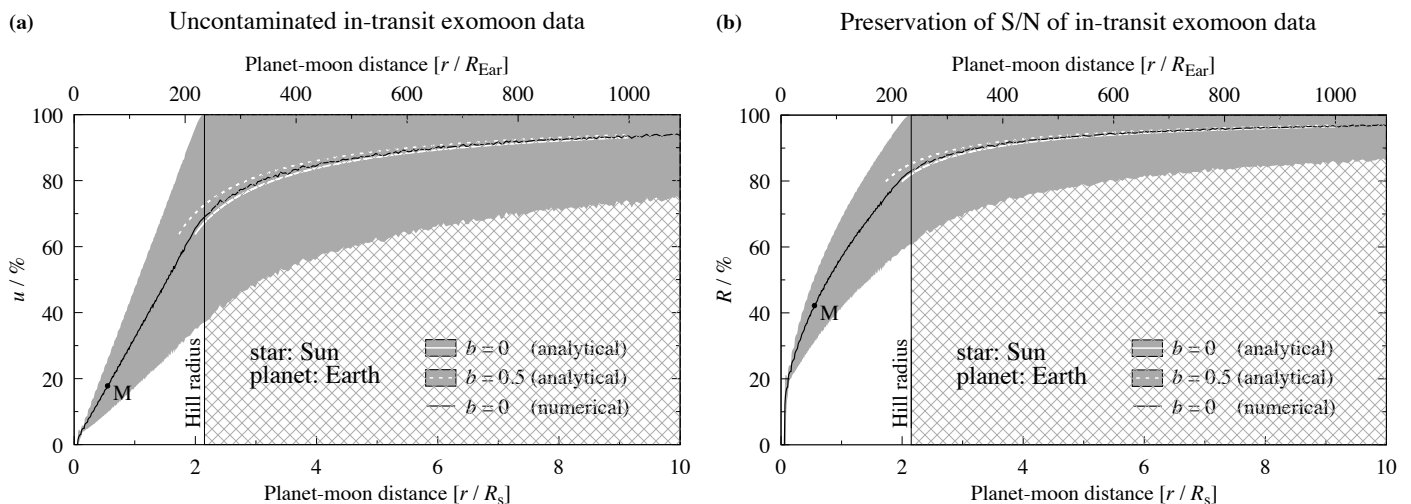 (a) Uncontaminated in-transit exomoon data
Planet-moon distance [r / R_Ear]
0 200 400 600 800 1000
100
80
60
40
20
0
u / %
M
Hill radius
star: Sun
planet: Earth
b = 0 (analytical)
b = 0.5 (analytical)
b = 0 (numerical)
0 2 4 6 8 10
Planet-moon distance [r / R_s]
(b) Preservation of S/N of in-transit exomoon data
Planet-moon distance [r / R_Ear]
0 200 400 600 800 1000
100
80
60
40
20
0
R / %
M
Hill radius
star: Sun
planet: Earth
b = 0 (analytical)
b = 0.5 (analytical)
b = 0 (numerical)
0 2 4 6 8 10
Planet-moon distance [r / R_s]